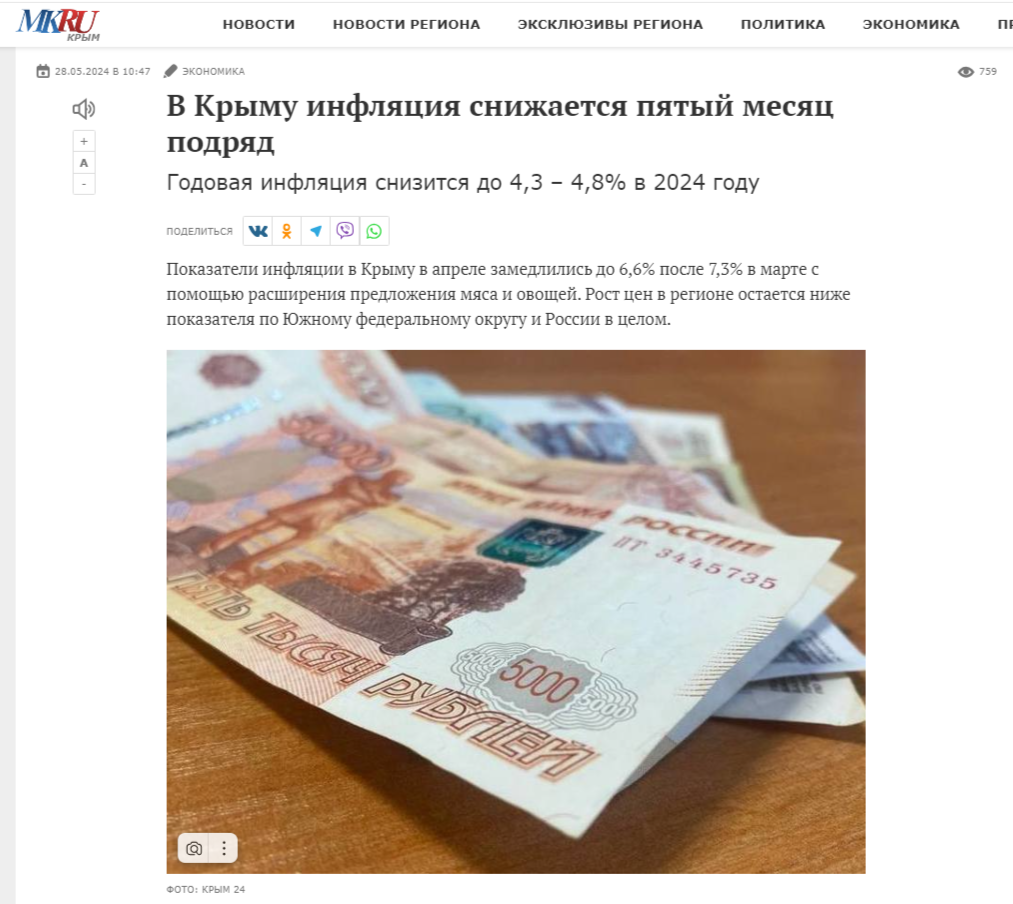 MKRU
КРЫМ
НОВОСТИ НОВОСТИ РЕГИОНА ЭКСКЛЮЗИВЫ РЕГИОНА ПОЛИТИКА ЭКОНОМИКА
28.05.2024 В 10:47 ЭКОНОМИКА 759
В Крыму инфляция снижается пятый месяц
подряд
+
A
-
Годовая инфляция снизится до 4,3 – 4,8% в 2024 году
ПОДЕЛИТЬСЯ
Показатели инфляции в Крыму в апреле замедлились до 6,6% после 7,3% в марте с
помощью расширения предложения мяса и овощей. Рост цен в регионе остается ниже
показателя по Южному федеральному округу и России в целом.
5000
БАНКА РОССИИ
ПТ 3445735
ПЯТЬ ТЫСЯЧ
РУБЛЕЙ
5000 5000 5000
ФОТО: КРЫМ 24